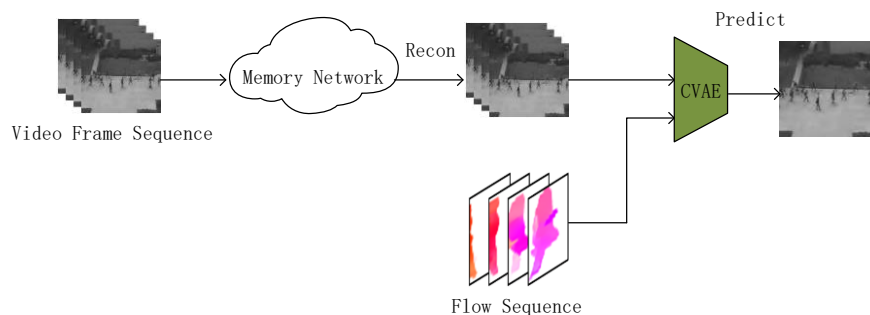 Predict
Recon
Memory Network
CVAE
Video Frame Sequence
Flow Sequence